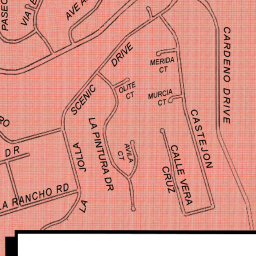 PASEO
VIA
AVE A
CARDENO DRIVE
DRIVE
MERIDA
CT
OLITE
CT
MURCIA
CT
SCENIC
CASTEJON
LA PINTURA DR
CALLE VERA
CRUZ
AVILA
CT
RO
DR
JOLLA
LA
LA RANCHO RD